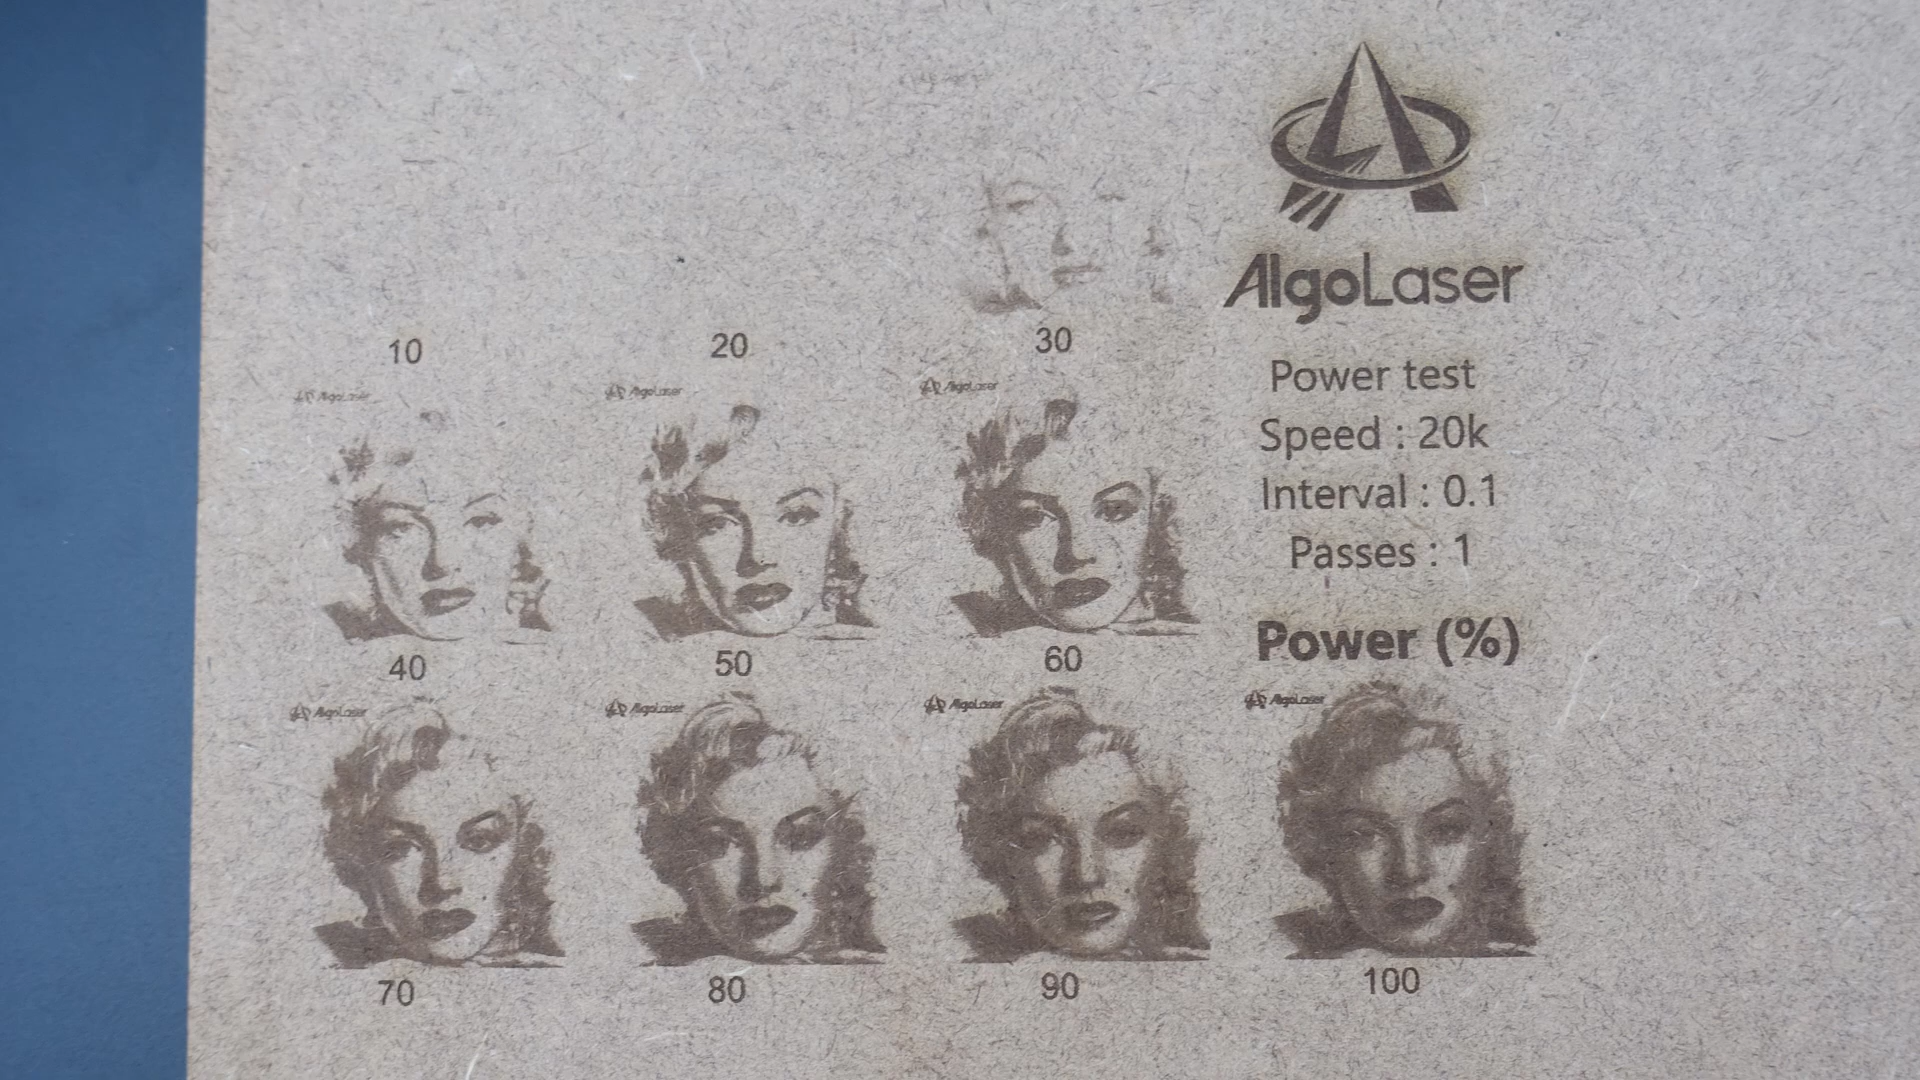 AlgoLaser
10 20 30
Power test
AlgoLaser AlgoLaser AlgoLaser
Speed : 20k
Interval : 0.1
Passes : 1
Power (%)
40 50 60
AlgoLaser AlgoLaser AlgoLaser AlgoLaser
70 80 90 100